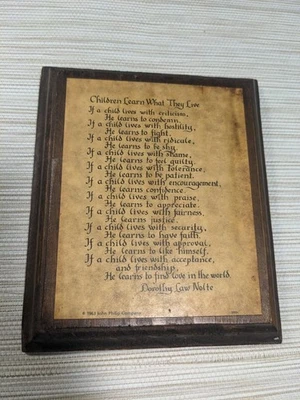 Children Learn What They Live
If a child lives with criticism,
He learns to condemn.
If a child lives with hostility,
He learns to fight.
If a child lives with ridicule,
He learns to be shy.
If a child lives with shame,
He learns to feel guilty.
If a child lives with tolerance,
He learns to be patient.
If a child lives with encouragement,
He learns confidence.
If a child lives with praise,
He learns to appreciate.
If a child lives with fairness,
He learns justice.
If a child lives with security,
He learns to have faith.
If a child lives with approval,
He learns to like himself.
If a child lives with acceptance,
and friendship,
He learns to find love in the world.
Dorothy Law Nolte
John Philip Company